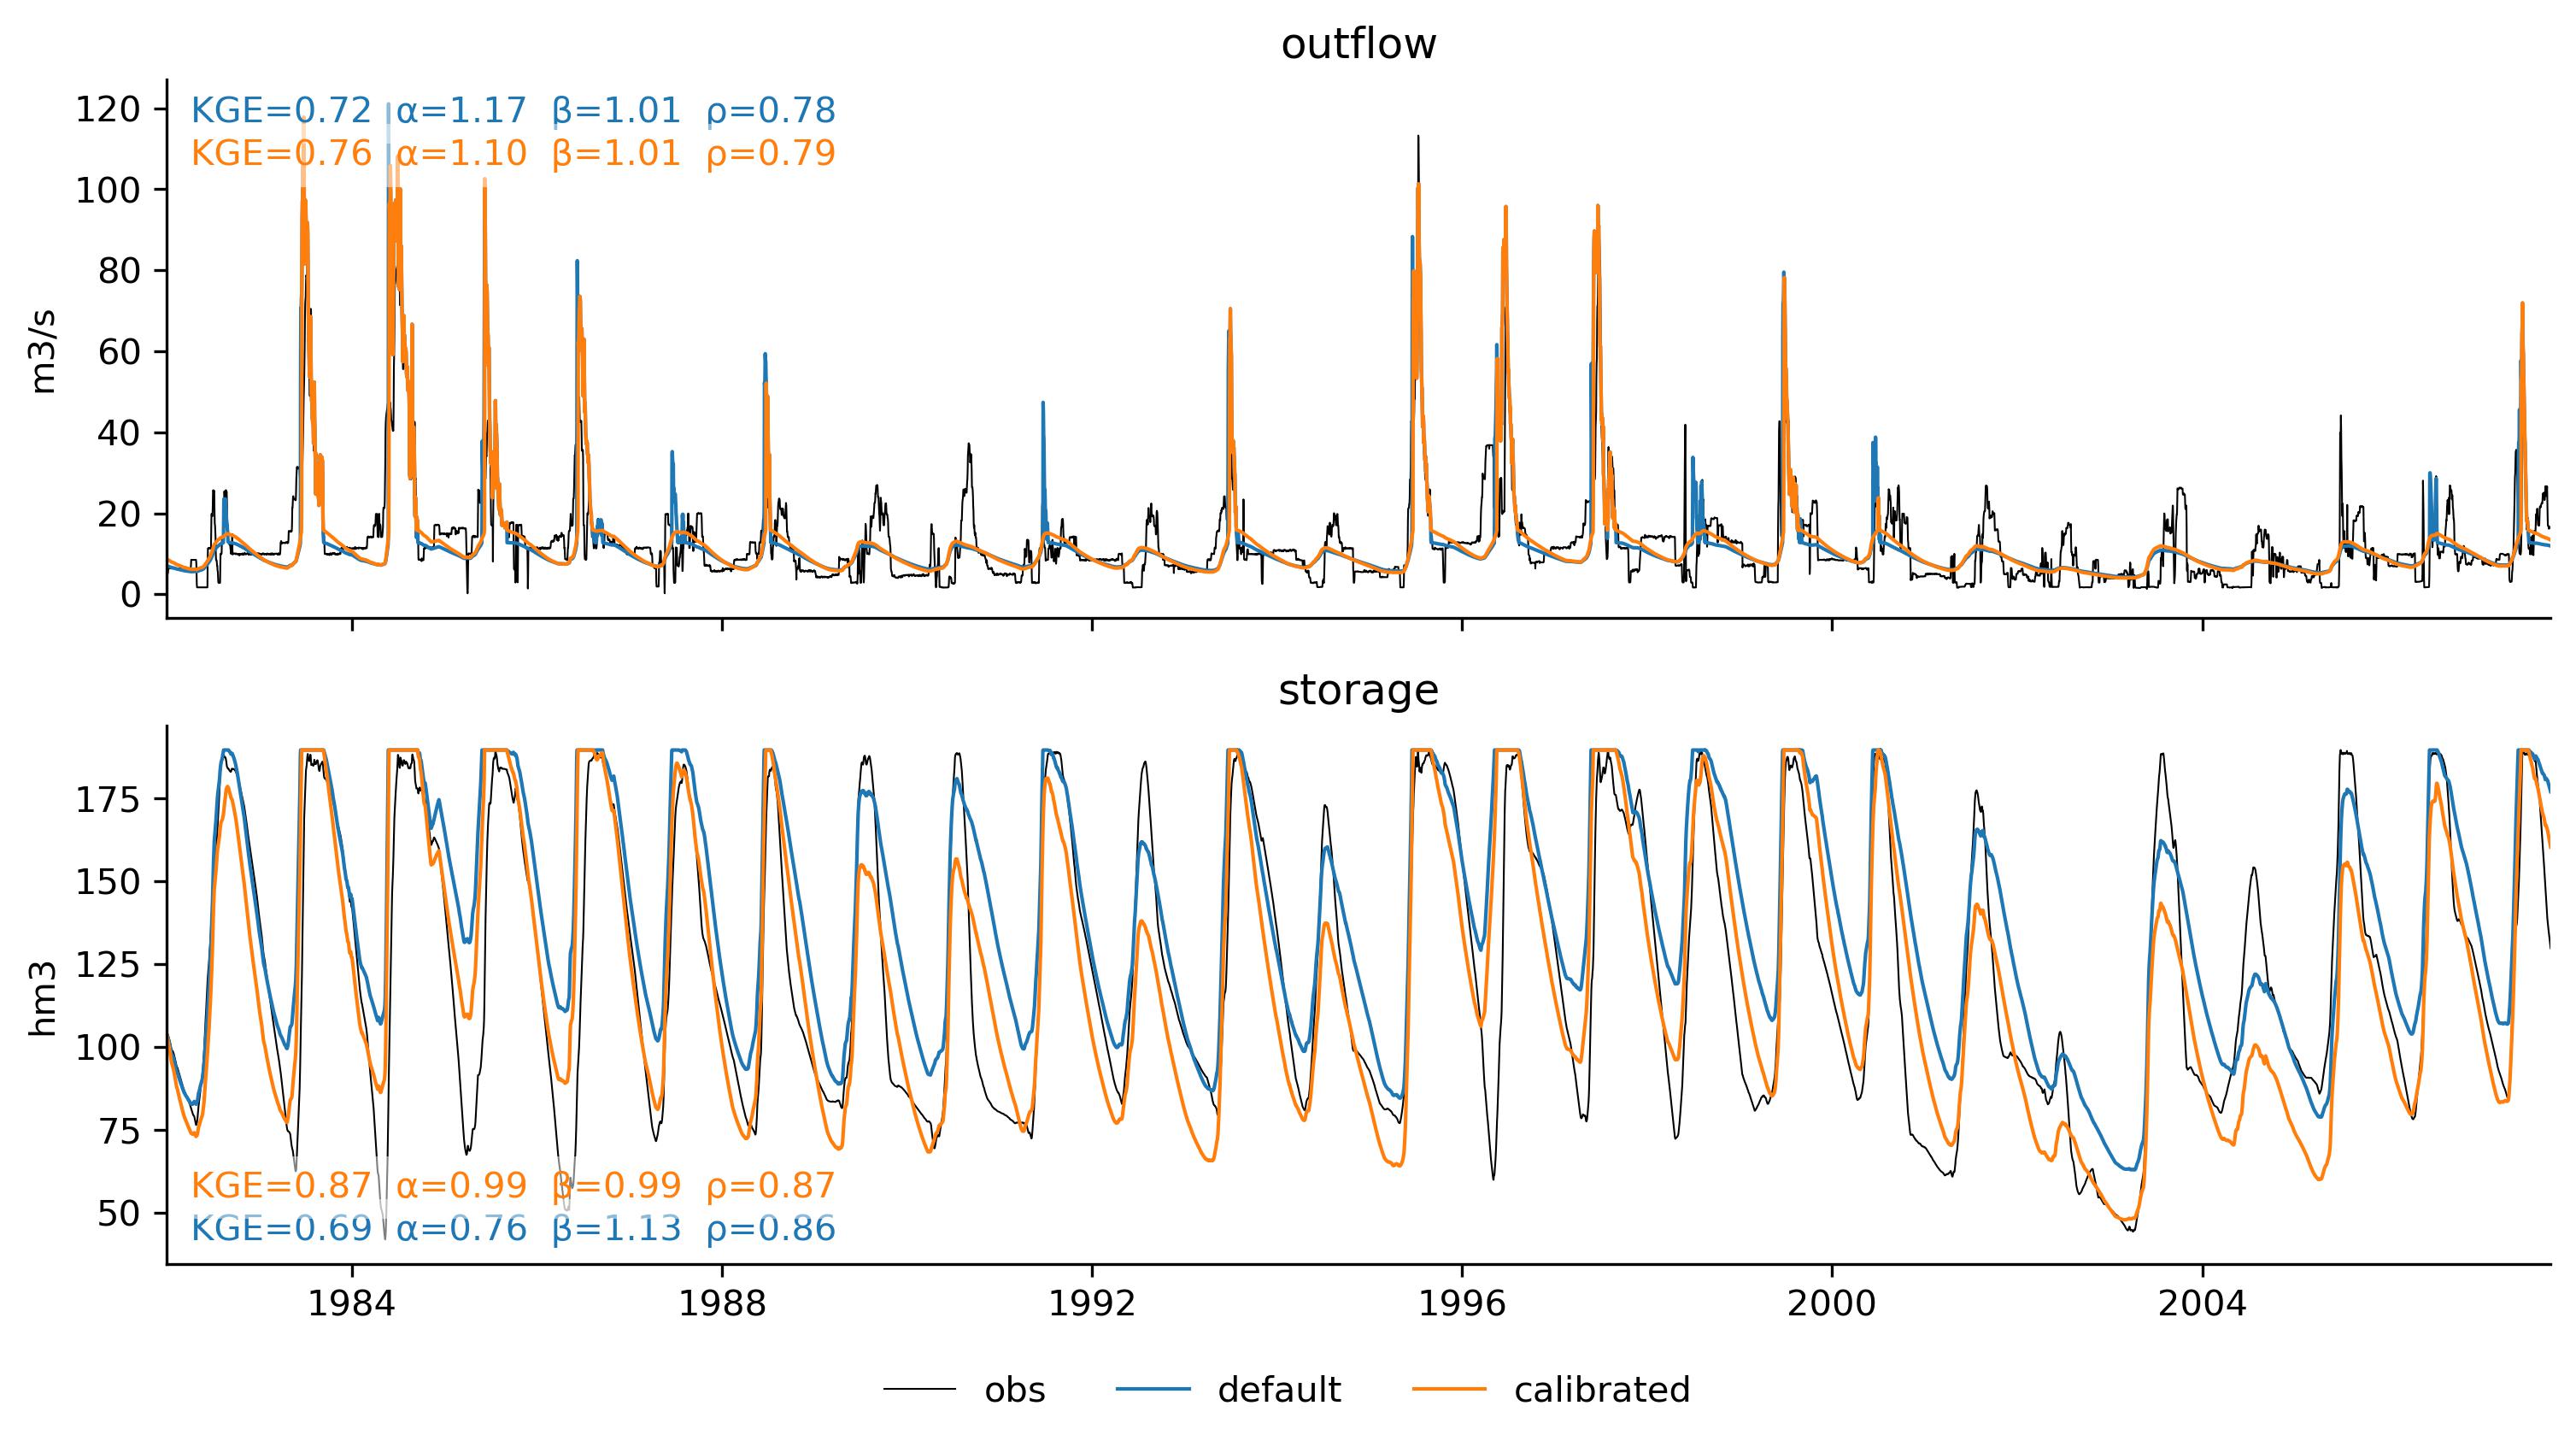 outflow
120
100
80
60
40
20
0
m3/s
KGE=0.72 α=1.17 β=1.01 ρ=0.78
KGE=0.76 α=1.10 β=1.01 ρ=0.79
storage
175
150
125
100
75
50
hm3
KGE=0.87 α=0.99 β=0.99 ρ=0.87
KGE=0.69 α=0.76 β=1.13 ρ=0.86
1984 1988 1992 1996 2000 2004
obs default calibrated